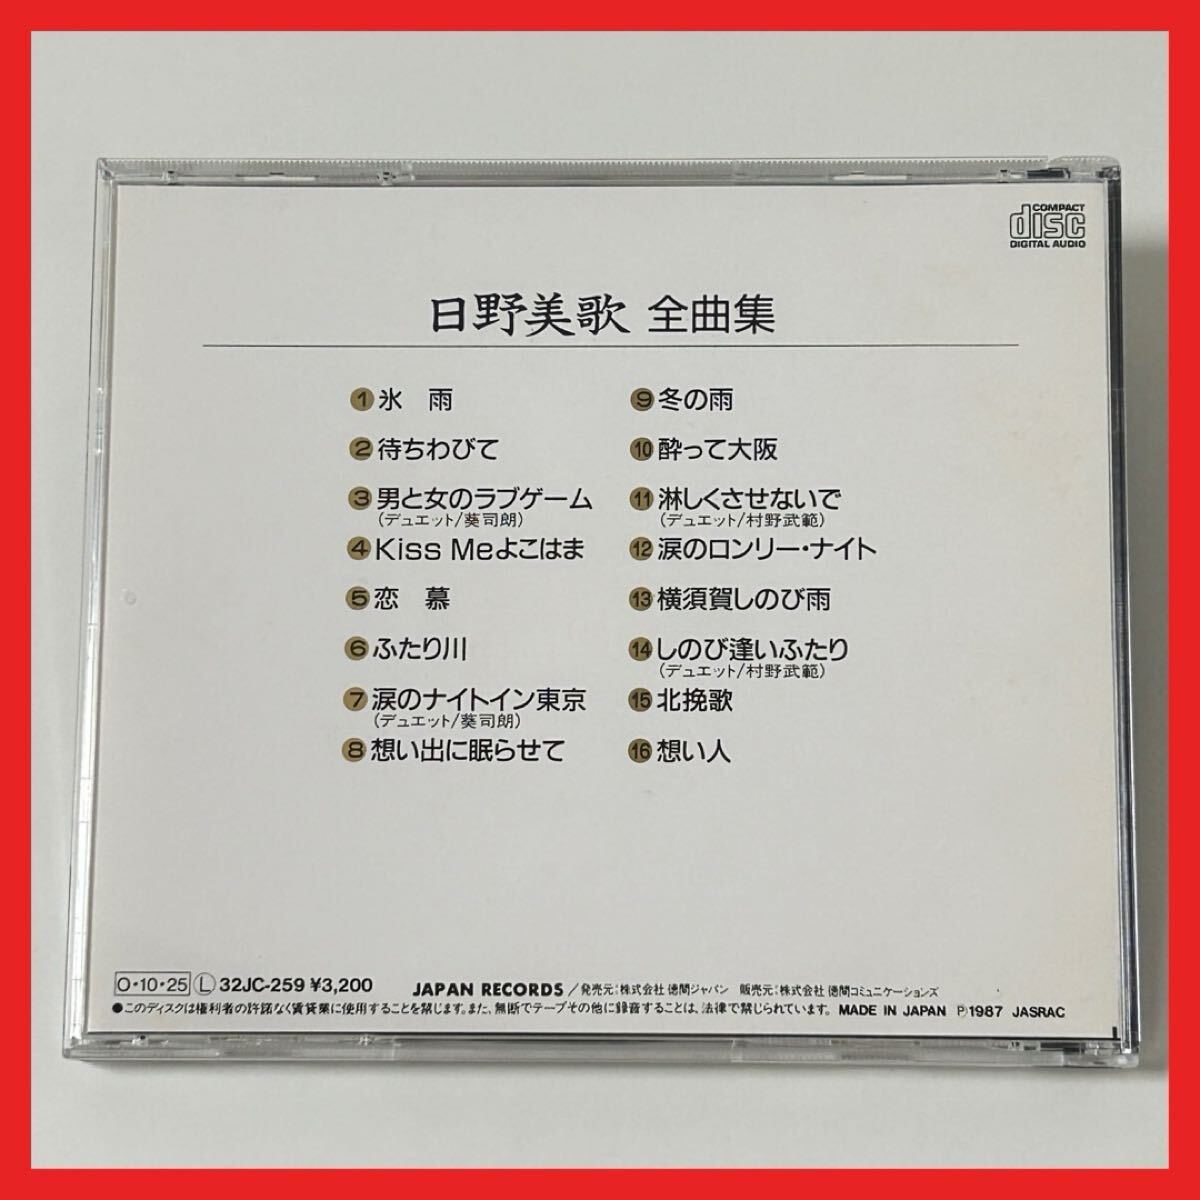 COMPACT
disc
DIGITAL AUDIO
日野美歌 全曲集
1 氷 雨
2 待ちわびて
3 男と女のラブゲーム
(デュエット/葵司朗)
4 Kiss Meよこはま
5 恋 慕
6 ふたり川
7 涙のナイトイン東京
(デュエット/葵司朗)
8 想い出に眠らせて
9 冬の雨
10 酔って大阪
11 淋しくさせないで
(デュエット/村野武範)
12 涙のロンリー・ナイト
13 横須賀しのび雨
14 しのび逢いふたり
(デュエット/村野武範)
15 北挽歌
16 想い人
O・10・25 Ⓛ 32JC-259 ¥3,200 JAPAN RECORDS/発売元:株式会社 徳間ジャパン 販売元:株式会社 徳間コミュニケーションズ
●このディスクは権利者の許諾なく賃貸業に使用することを禁じます。また、無断でテープその他に録音することは、法律で禁じられています。 MADE IN JAPAN Ⓟ1987 JASRAC